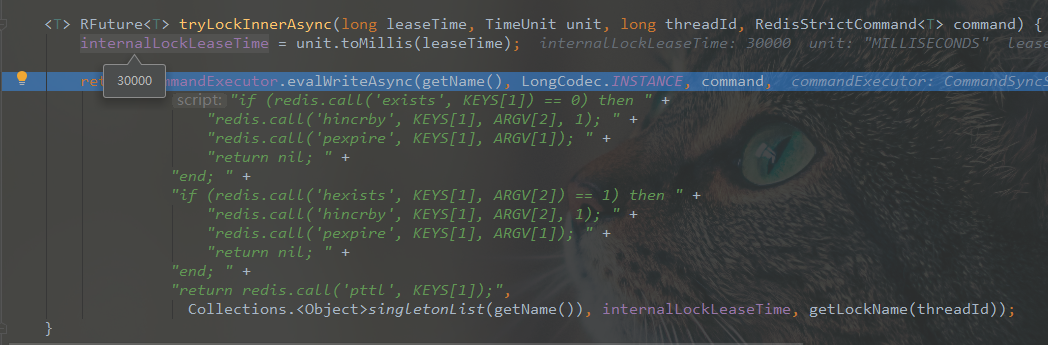 <T> RFuture<T> tryLockInnerAsync(long leaseTime, TimeUnit unit, long threadId, RedisStrictCommand<T> command) {
internalLockLeaseTime = unit.toMillis(leaseTime); internalLockLeaseTime: 30000 unit: "MILLISECONDS" lease
30000
commandExecutor.evalWriteAsync(getName(), LongCodec.INSTANCE, command, commandExecutor: CommandSyncS
script: "if (redis.call('exists', KEYS[1]) == 0) then " +
"redis.call('hincrby', KEYS[1], ARGV[2], 1); " +
"redis.call('pexpire', KEYS[1], ARGV[1]); " +
"return nil; " +
"end; " +
"if (redis.call('hexists', KEYS[1], ARGV[2]) == 1) then " +
"redis.call('hincrby', KEYS[1], ARGV[2], 1); " +
"redis.call('pexpire', KEYS[1], ARGV[1]); " +
"return nil; " +
"end; " +
"return redis.call('pttl', KEYS[1]);",
Collections.<Object>singletonList(getName()), internalLockLeaseTime, getLockName(threadId));
}